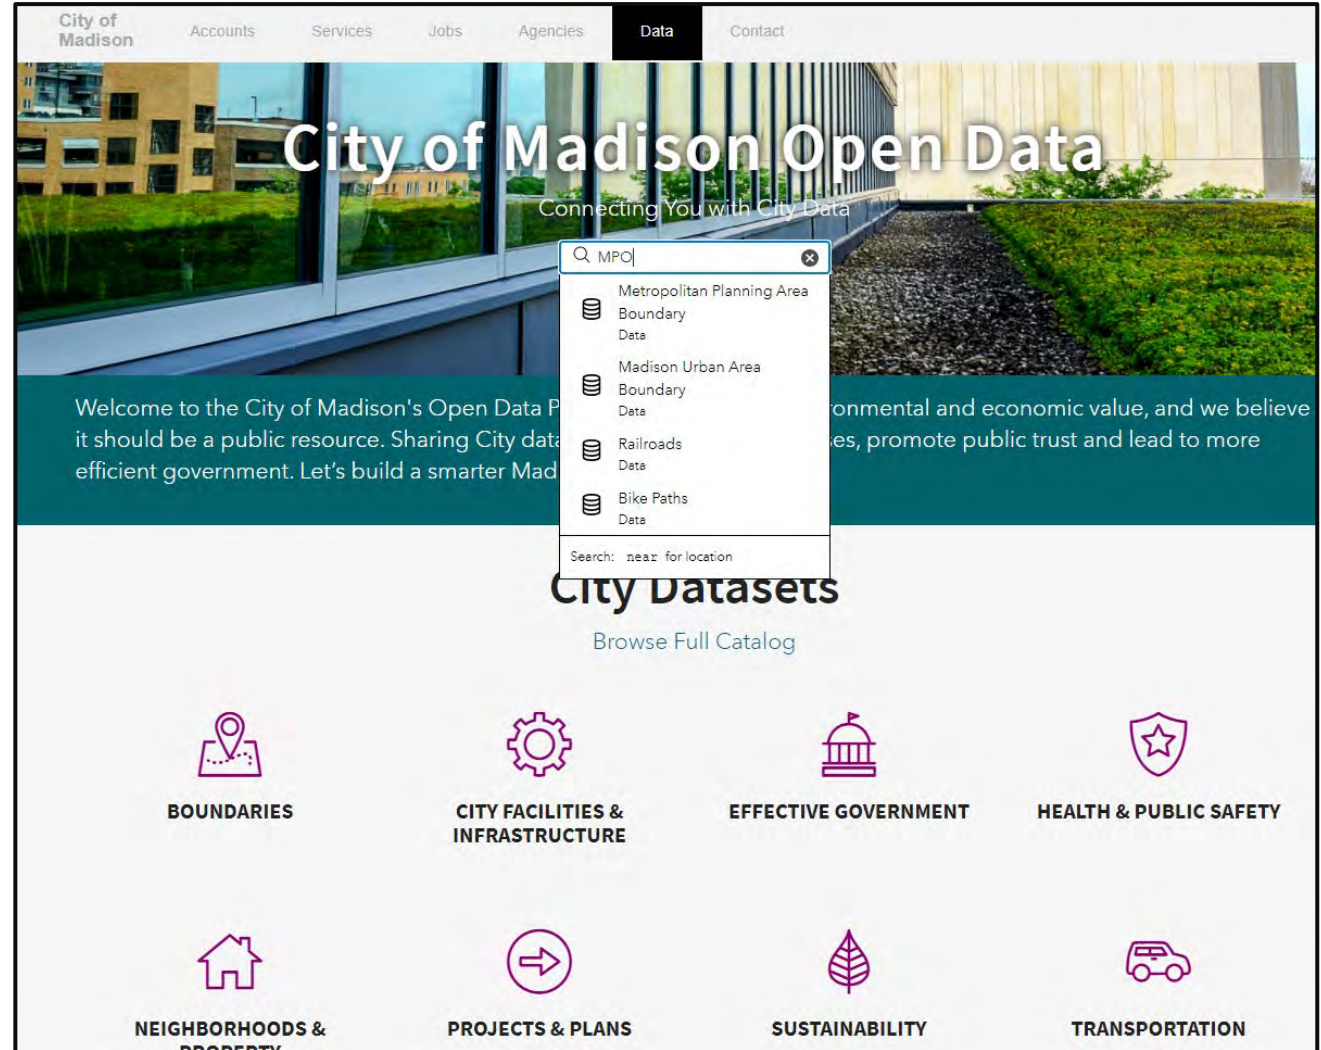 City of
Madison
Accounts
Services
Jobs
Agencies
Data
Contact
City of Madison Open Data
Connecting You with City Data
MPO
Metropolitan Planning Area
Boundary
Data
Madison Urban Area
Boundary
Data
Railroads
Data
Bike Paths
Data
Search: near for location
Welcome to the City of Madison's Open Data P
ronmental and economic value, and we believe
it should be a public resource. Sharing City data
es, promote public trust and lead to more
efficient government. Let's build a smarter Mad
City Datasets
Browse Full Catalog
BOUNDARIES
CITY FACILITIES &
INFRASTRUCTURE
EFFECTIVE GOVERNMENT
HEALTH & PUBLIC SAFETY
NEIGHBORHOODS &
PROPERTY
PROJECTS & PLANS
SUSTAINABILITY
TRANSPORTATION